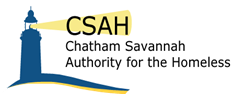 CSAH
Chatham Savannah
Authority for the Homeless